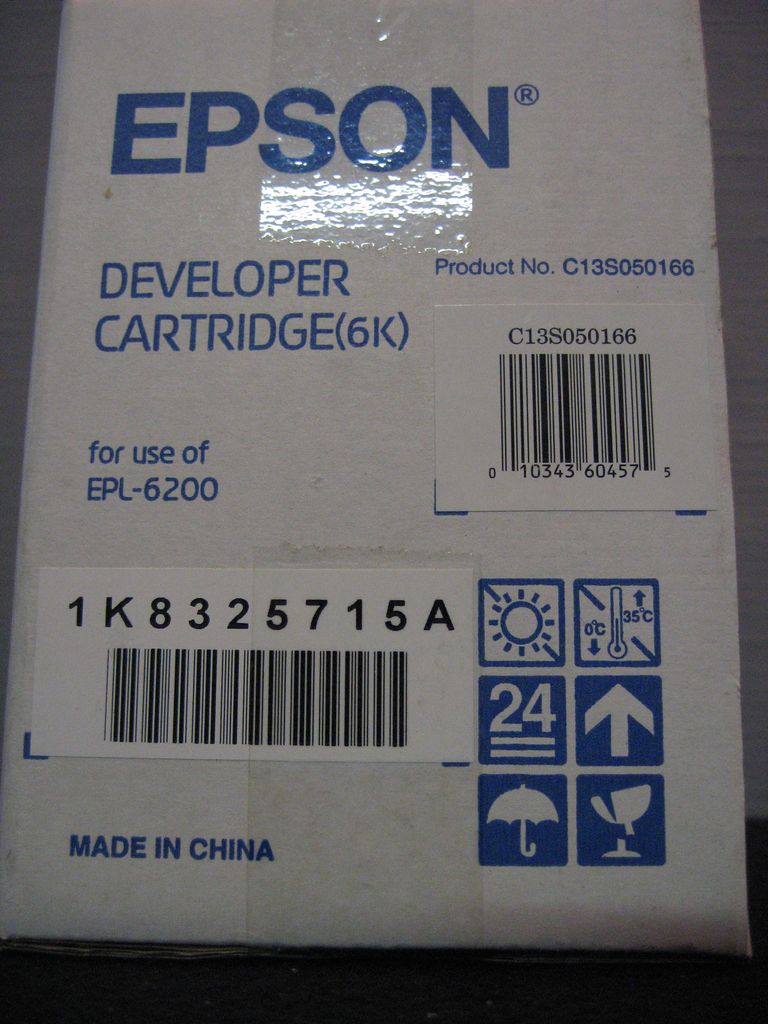 EPSON®
DEVELOPER
CARTRIDGE(6K)
Product No. C13S050166
C13S050166
0 10343 60457 5
for use of
EPL-6200
1K8325715A
0°C 35°C
24
MADE IN CHINA